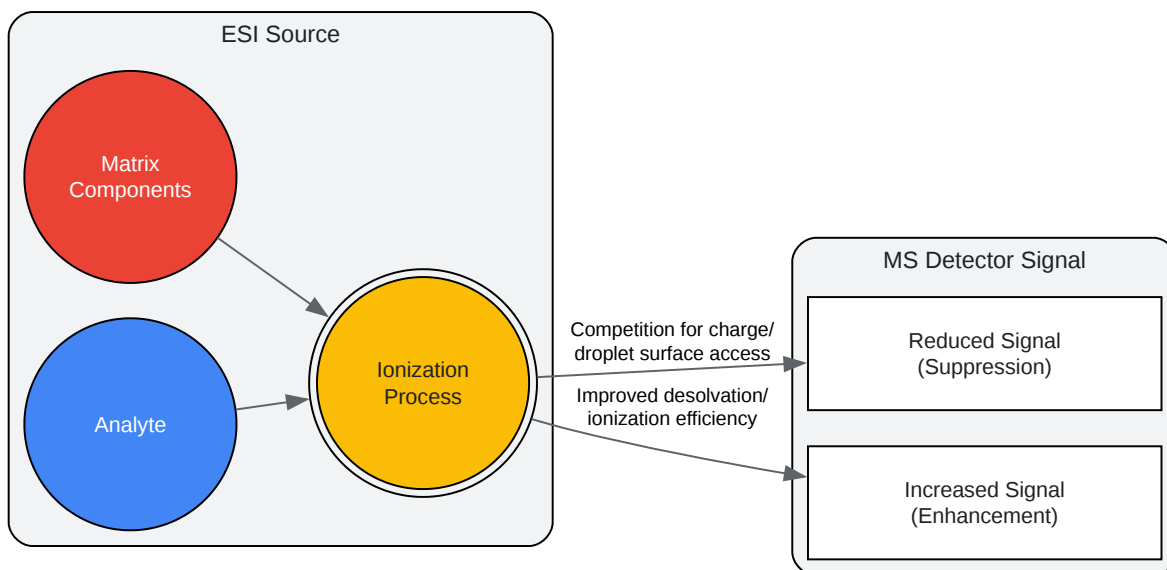 ESI Source
Matrix
Components
Analyte
Ionization
Process
Competition for charge/
droplet surface access
Improved desolvation/
ionization efficiency
MS Detector Signal
Reduced Signal
(Suppression)
Increased Signal
(Enhancement)